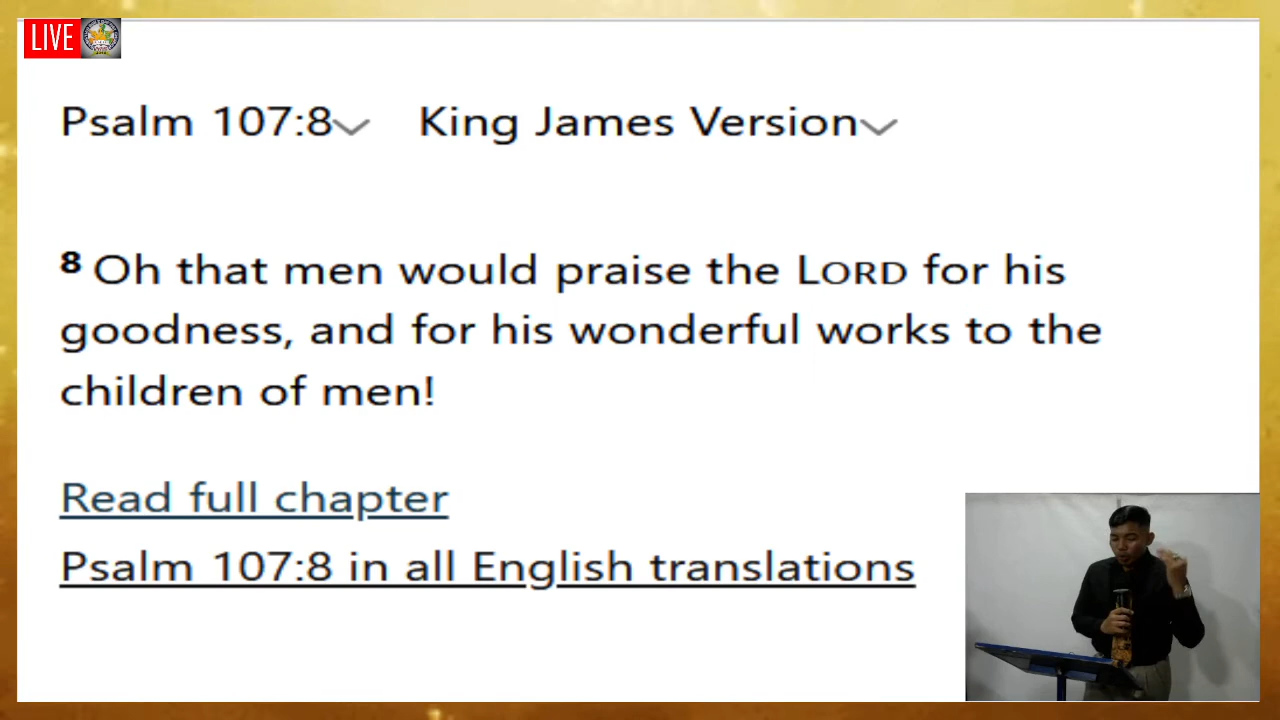 LIVE
Psalm 107:8 King James Version
8 Oh that men would praise the LORD for his
goodness, and for his wonderful works to the
children of men!
Read full chapter
Psalm 107:8 in all English translations